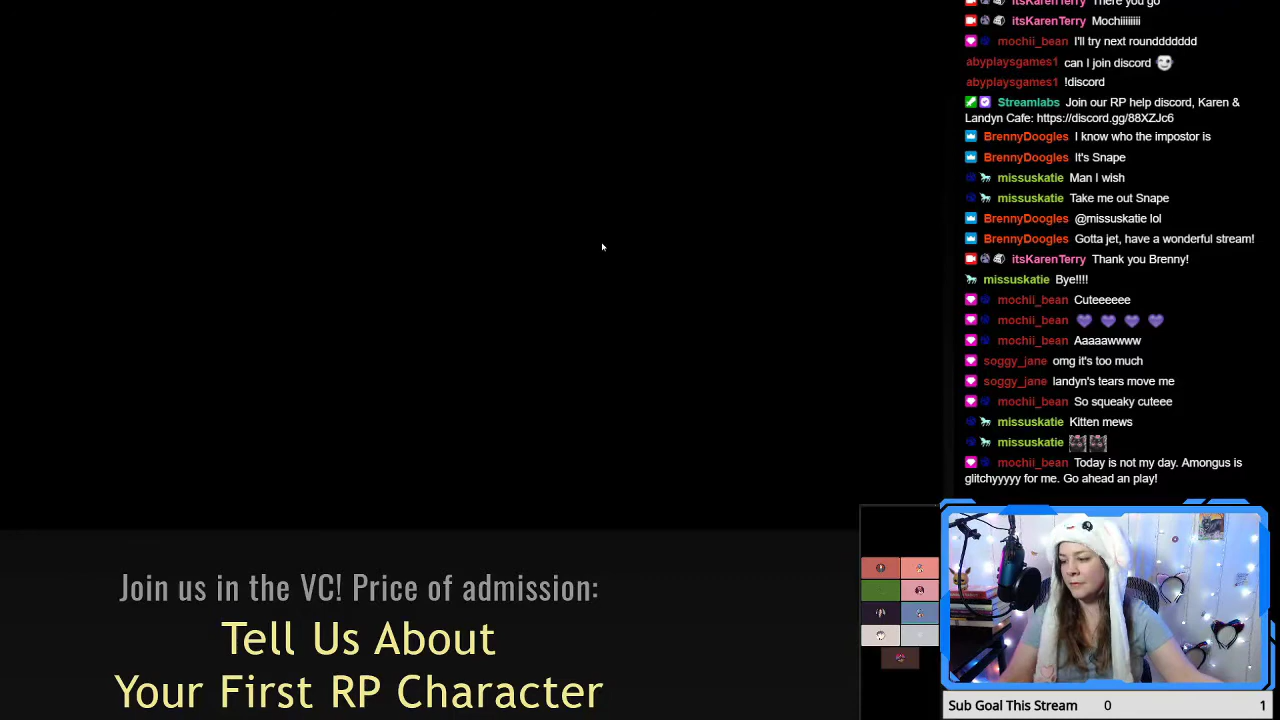 itsKarenTerry There you go
itsKarenTerry Mochiiiiiiii
mochii_bean I'll try next rounddddddd
abyplaysgames1 can I join discord
abyplaysgames1 !discord
Streamlabs Join our RP help discord, Karen &
Landyn Cafe: https://discord.gg/88XZJc6
BrennyDoogles I know who the impostor is
BrennyDoogles It's Snape
missuskatie Man I wish
missuskatie Take me out Snape
BrennyDoogles @missuskatie lol
BrennyDoogles Gotta jet, have a wonderful stream!
itsKarenTerry Thank you Brenny!
missuskatie Bye!!!!
mochii_bean Cuteeeeee
mochii_bean
mochii_bean Aaaaawwww
soggy_jane omg it's too much
soggy_jane landyn's tears move me
mochii_bean So squeaky cuteee
missuskatie Kitten mews
missuskatie
mochii_bean Today is not my day. Amongus is
glitchyyyyy for me. Go ahead an play!
Join us in the VC! Price of admission:
Tell Us About
Your First RP Character
Sub Goal This Stream 0 1